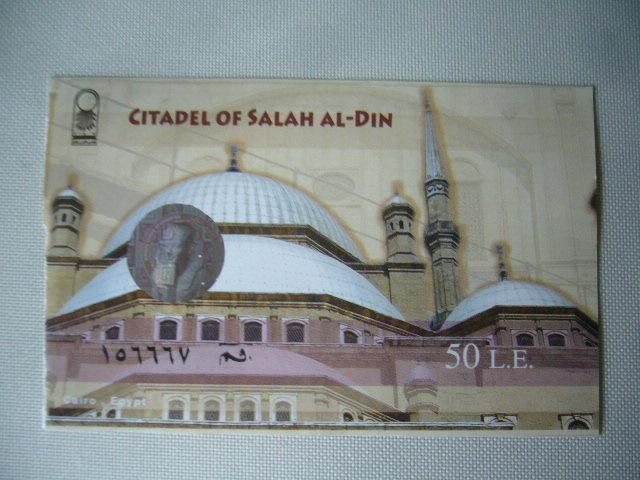 CITADEL OF SALAH AL-DIN
١٥٦٦٦٧
50 L.E.
Cairo . Egypt